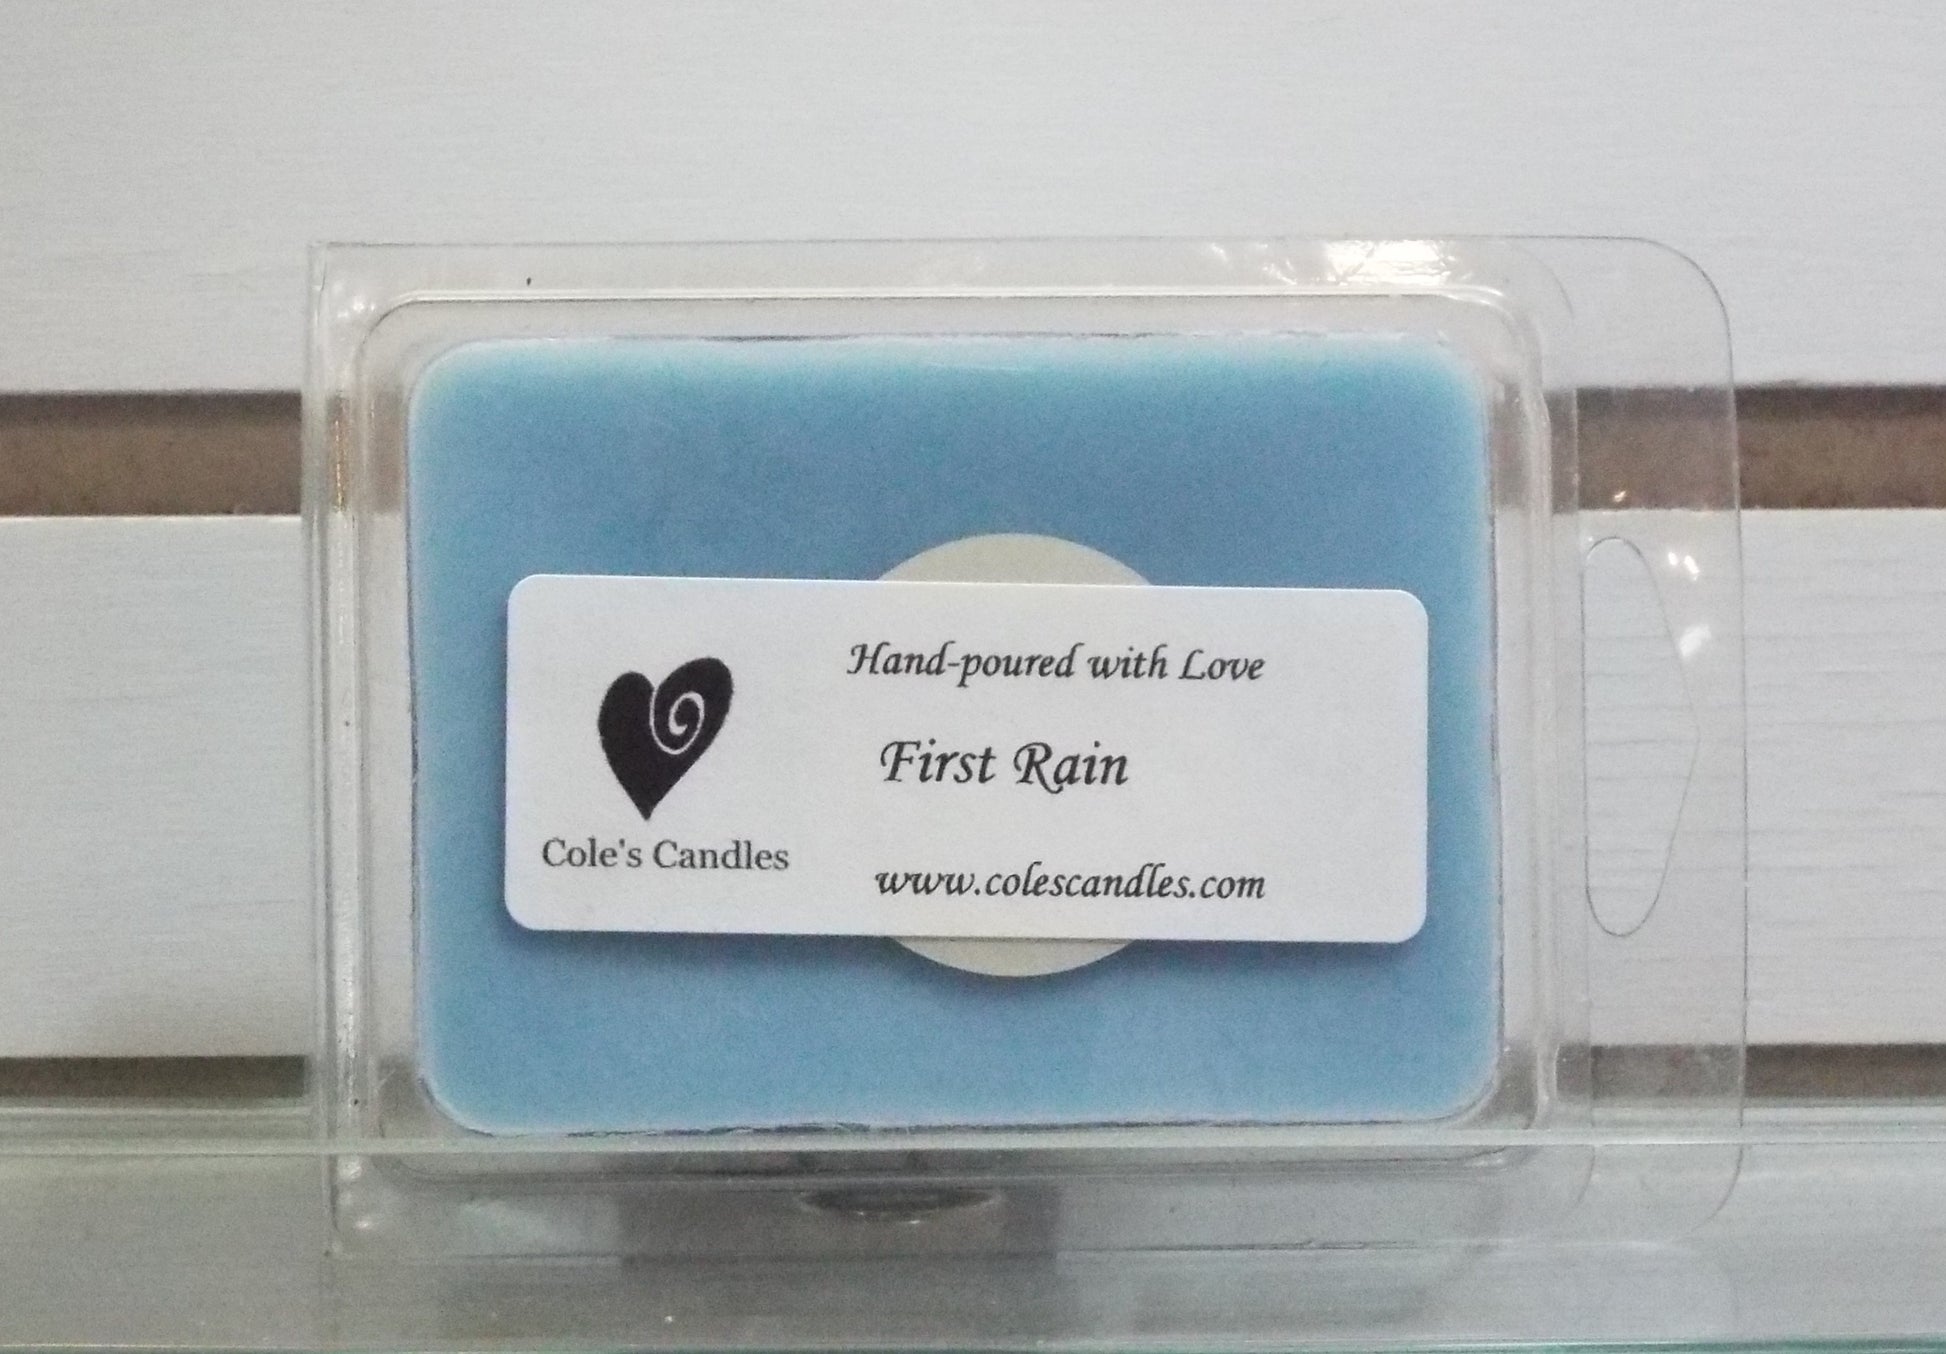 Hand-poured with Love
First Rain
Cole's Candles
www.colescandles.com